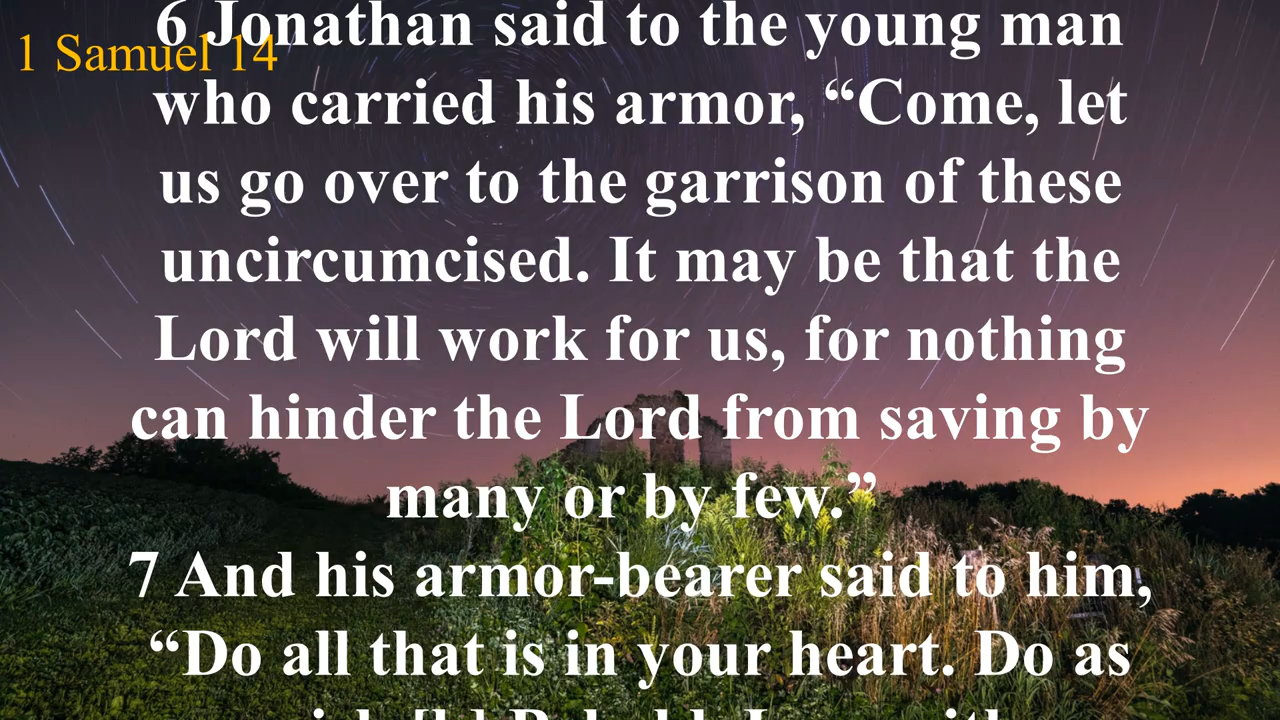 1 Samuel 14
6 Jonathan said to the young man
who carried his armor, “Come, let
us go over to the garrison of these
uncircumcised. It may be that the
Lord will work for us, for nothing
can hinder the Lord from saving by
many or by few.”
7 And his armor-bearer said to him,
“Do all that is in your heart. Do as